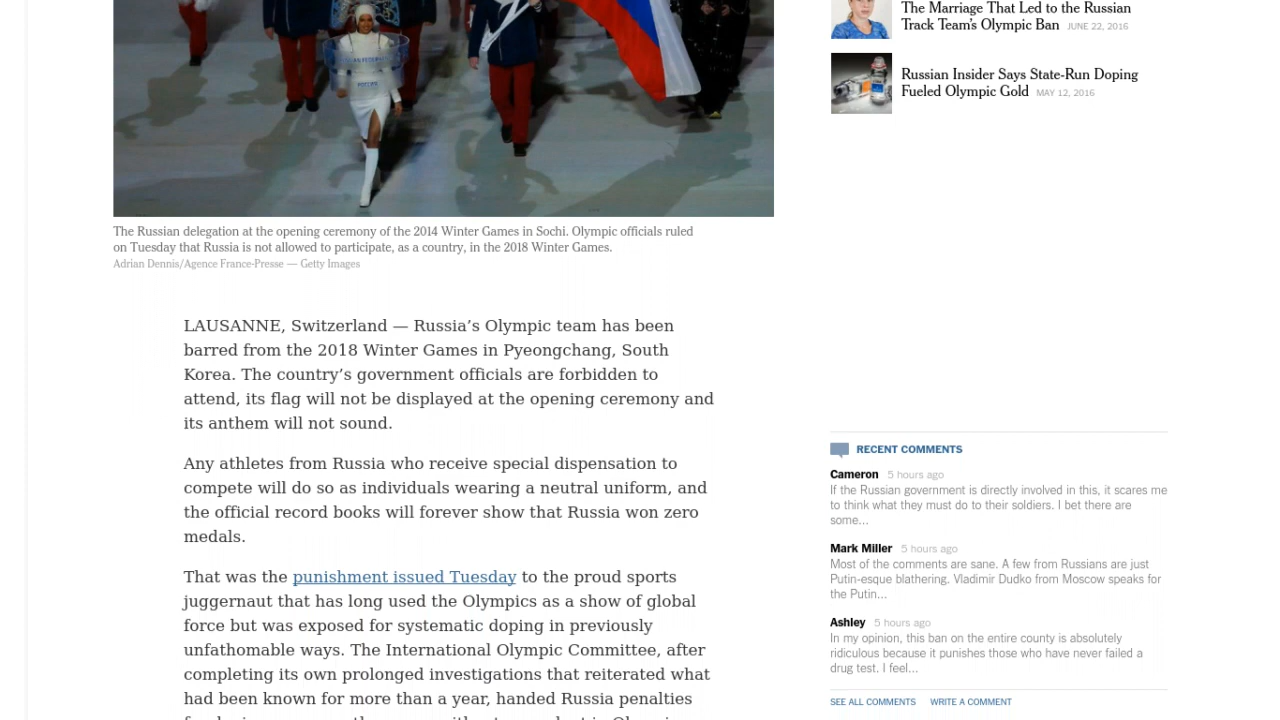 The Marriage That Led to the Russian
Track Team's Olympic Ban JUNE 22, 2016
Russian Insider Says State-Run Doping
Fueled Olympic Gold MAY 12, 2016
The Russian delegation at the opening ceremony of the 2014 Winter Games in Sochi. Olympic officials ruled
on Tuesday that Russia is not allowed to participate, as a country, in the 2018 Winter Games.
Adrian Dennis/Agence France-Presse — Getty Images
LAUSANNE, Switzerland — Russia's Olympic team has been
barred from the 2018 Winter Games in Pyeongchang, South
Korea. The country's government officials are forbidden to
attend, its flag will not be displayed at the opening ceremony and
its anthem will not sound.
Any athletes from Russia who receive special dispensation to
compete will do so as individuals wearing a neutral uniform, and
the official record books will forever show that Russia won zero
medals.
That was the punishment issued Tuesday to the proud sports
juggernaut that has long used the Olympics as a show of global
force but was exposed for systematic doping in previously
unfathomable ways. The International Olympic Committee, after
completing its own prolonged investigations that reiterated what
had been known for more than a year, handed Russia penalties
RECENT COMMENTS
Cameron 5 hours ago
If the Russian government is directly involved in this, it scares me
to think what they must do to their soldiers. I bet there are
some...
Mark Miller 5 hours ago
Most of the comments are sane. A few from Russians are just
Putin-esque blathering. Vladimir Dudko from Moscow speaks for
the Putin...
Ashley 5 hours ago
In my opinion, this ban on the entire county is absolutely
ridiculous because it punishes those who have never failed a
drug test. I feel...
SEE ALL COMMENTS WRITE A COMMENT